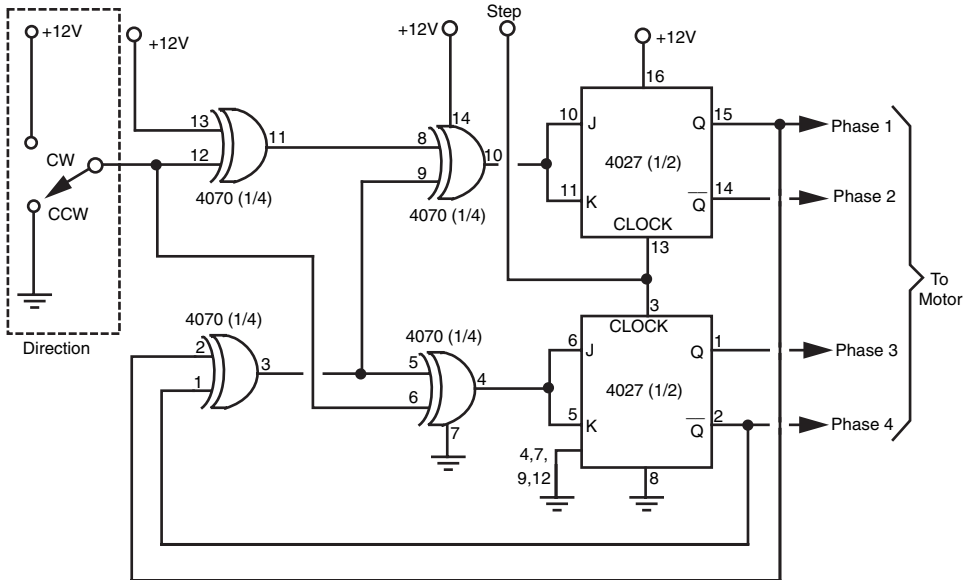 Step
+12V
+12V
+12V
+12V
16
14
13
11
12
4070 (1/4)
8
9
10
4070 (1/4)
10
J
Q
15
Phase 1
4027 (1/2)
11
K
Q
14
Phase 2
CLOCK
13
CW
CCW
Direction
To
Motor
3
CLOCK
4070 (1/4)
2
1
3
4070 (1/4)
5
6
4
7
6
J
Q
1
Phase 3
4027 (1/2)
5
K
Q
2
Phase 4
4,7,
9,12
8